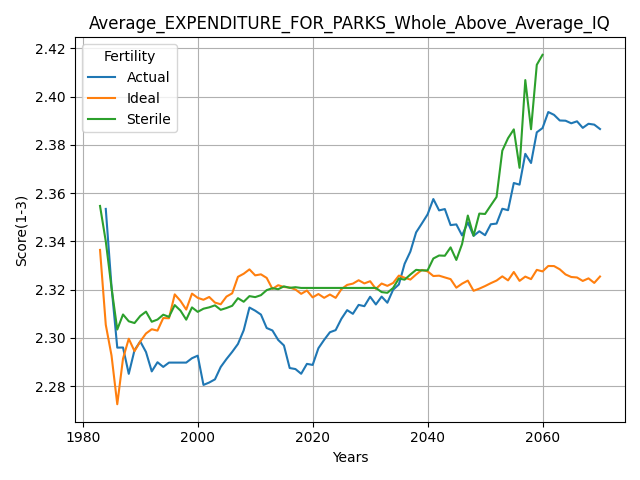 Average_EXPENDITURE_FOR_PARKS_Whole_Above_Average_IQ
Fertility
Actual
Ideal
Sterile
Score(1-3)
2.42
2.40
2.38
2.36
2.34
2.32
2.30
2.28
1980
2000
2020
2040
2060
Years